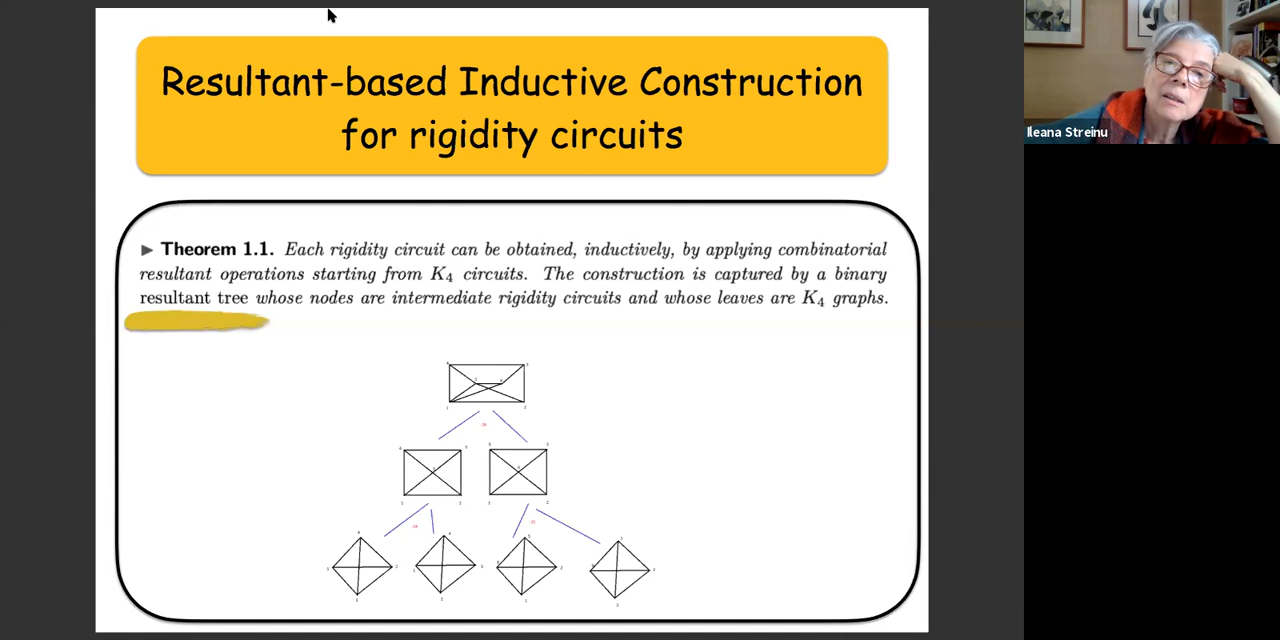 Resultant-based Inductive Construction
for rigidity circuits
▶ Theorem 1.1. Each rigidity circuit can be obtained, inductively, by applying combinatorial
resultant operations starting from K₄ circuits. The construction is captured by a binary
resultant tree whose nodes are intermediate rigidity circuits and whose leaves are K₄ graphs.
Ileana Streinu